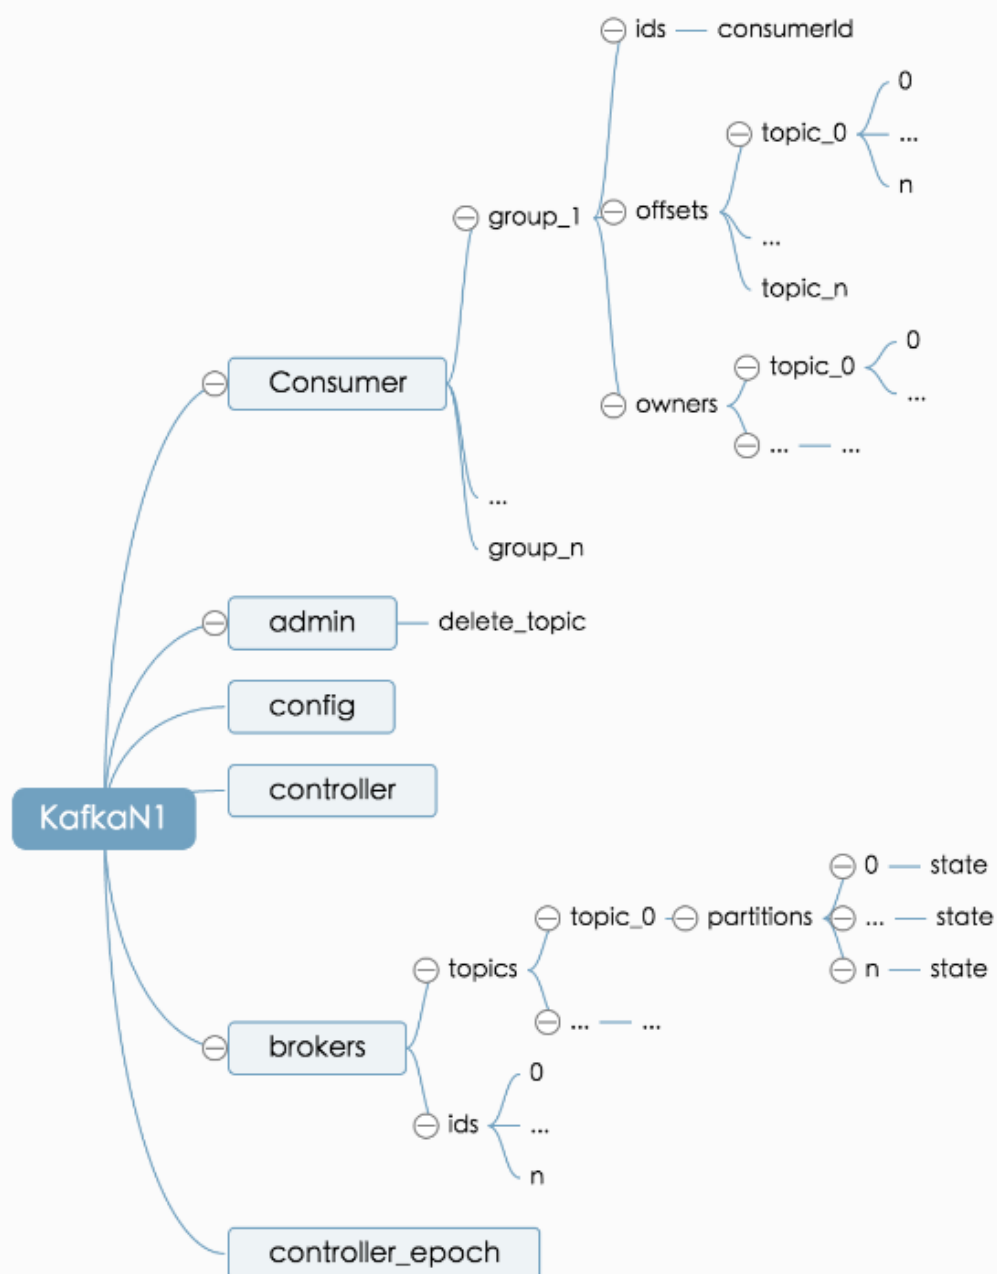 ids consumerId
0
topic_0 ...
n
group_1 offsets
...
topic_n
0
topic_0
...
Consumer owners
... ...
...
group_n
admin delete_topic
config
controller
KafkaN1
0 state
topic_0 partitions ... state
topics n state
... ...
brokers
0
ids ...
n
controller_epoch